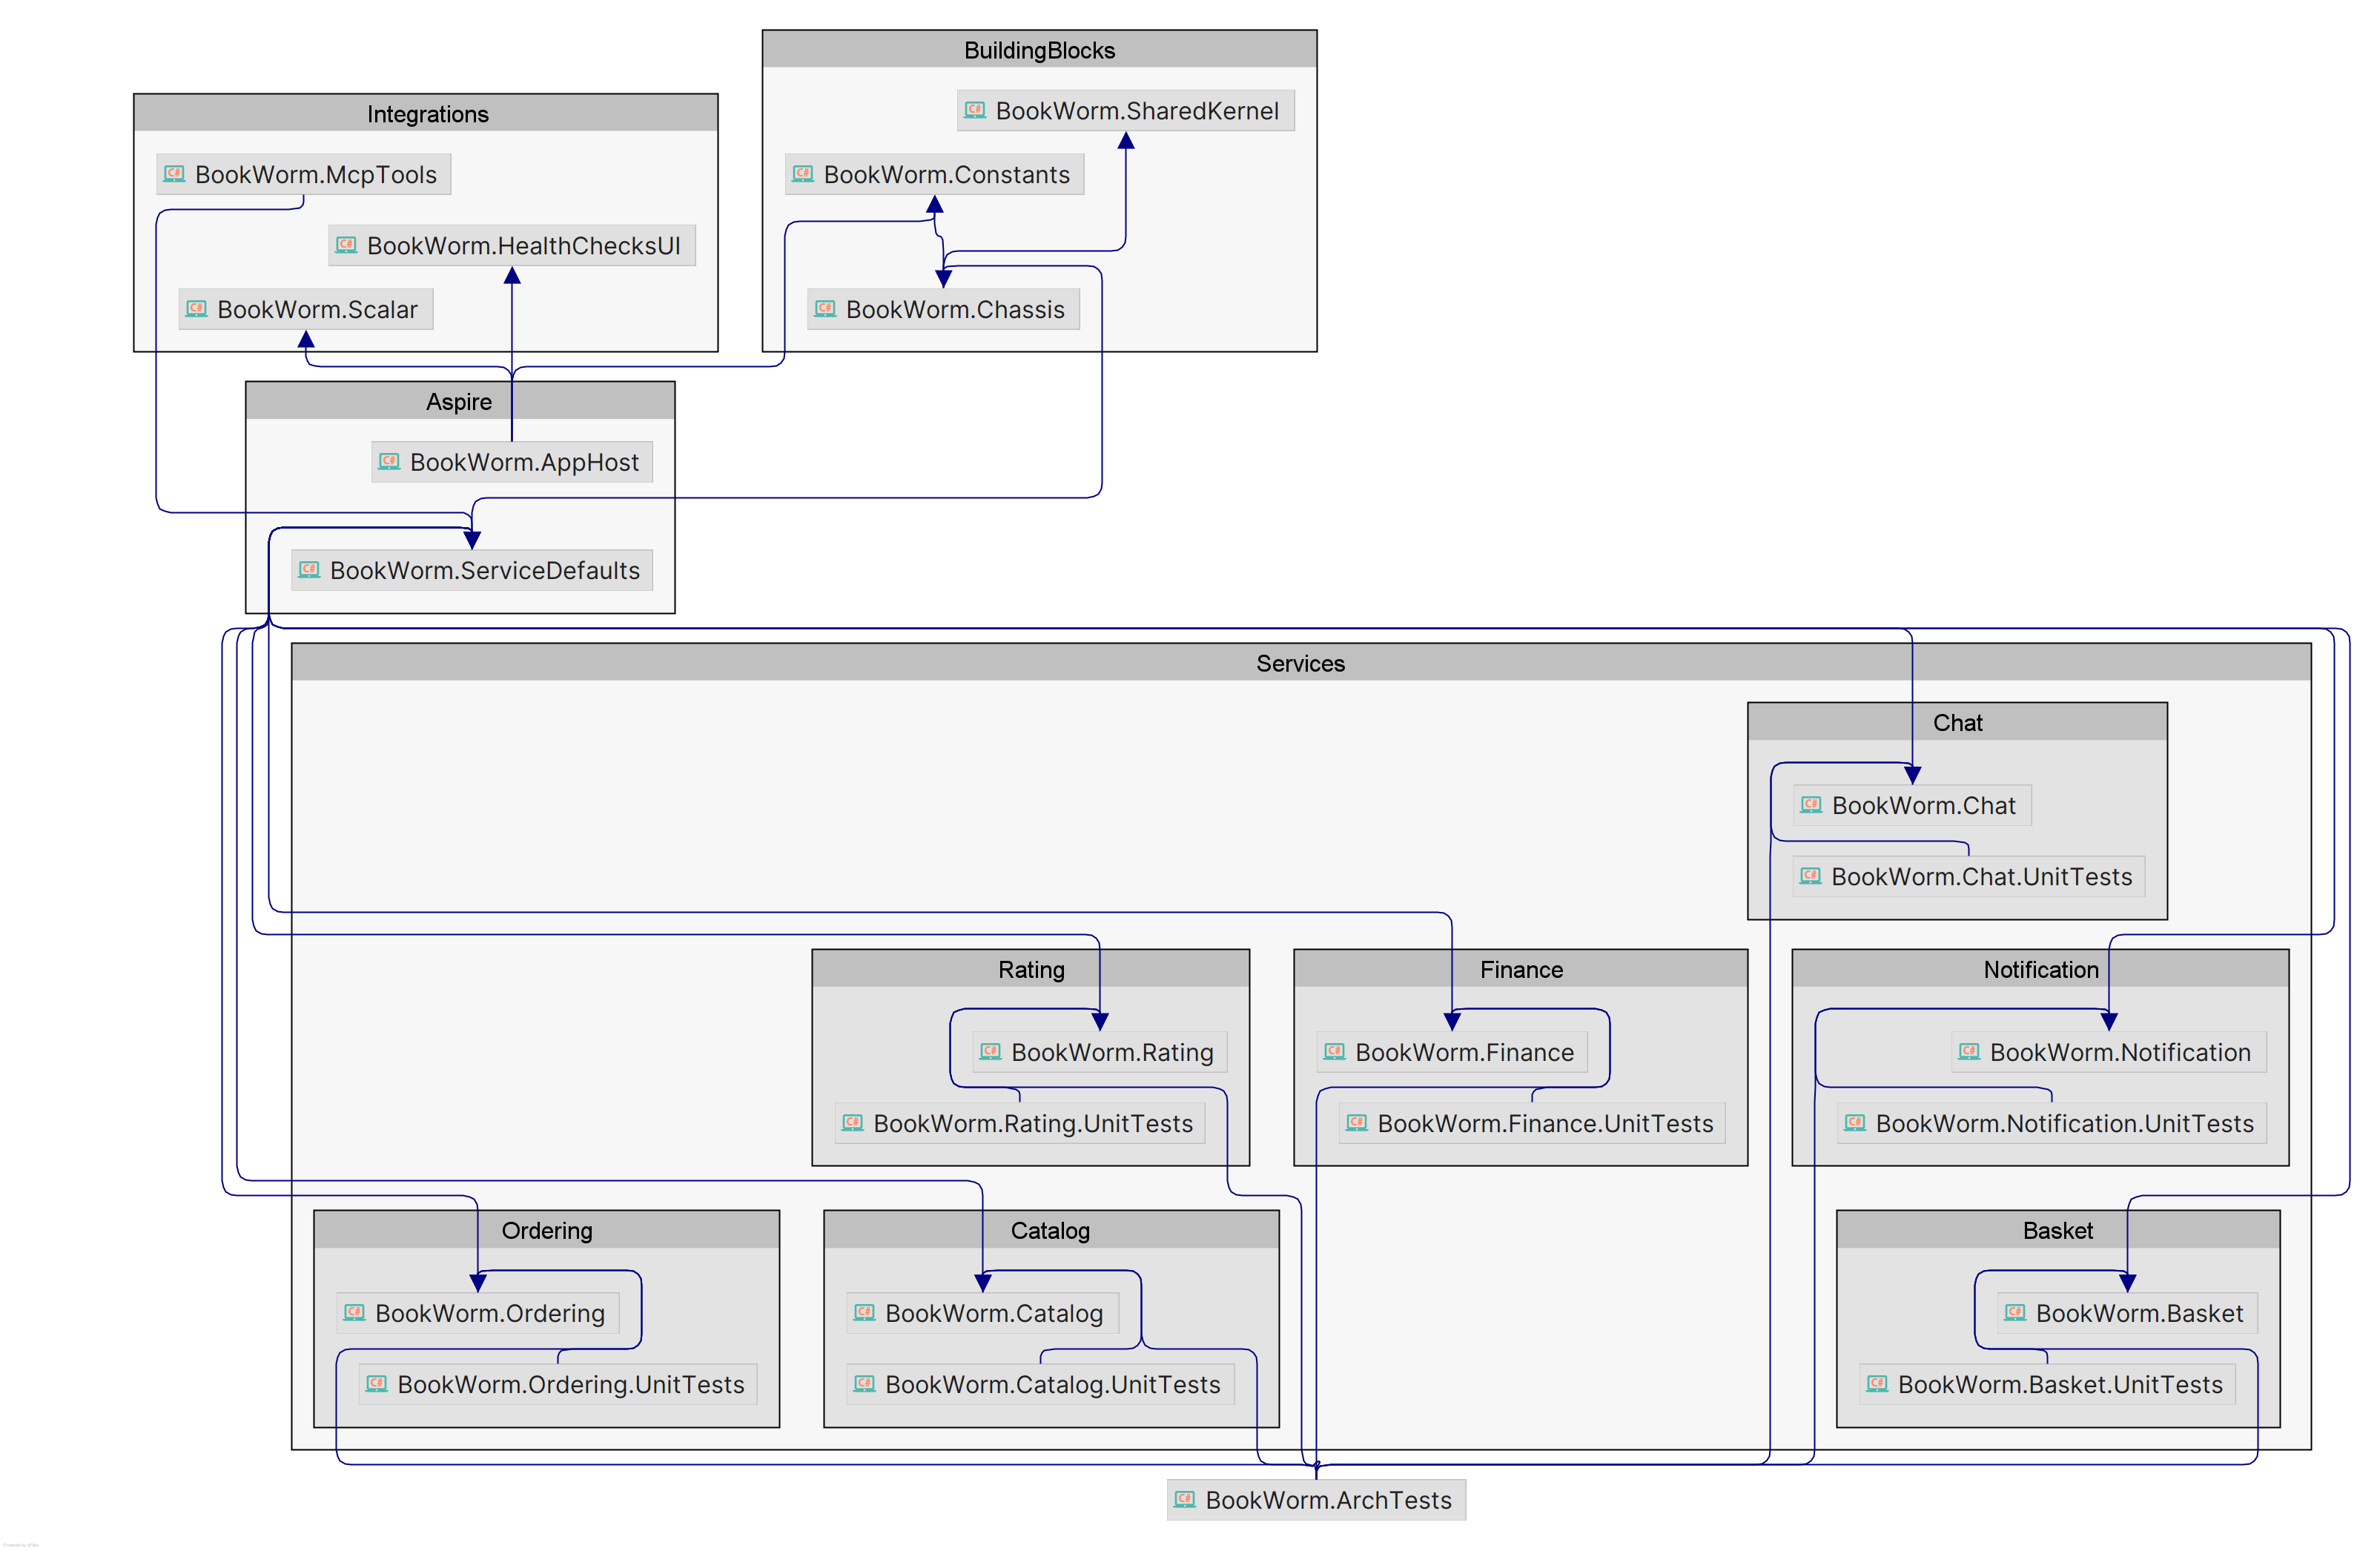 BuildingBlocks
BookWorm.SharedKernel
BookWorm.Constants
BookWorm.Chassis
Integrations
BookWorm.McpTools
BookWorm.HealthChecksUI
BookWorm.Scalar
Aspire
BookWorm.AppHost
BookWorm.ServiceDefaults
Services
Chat
BookWorm.Chat
BookWorm.Chat.UnitTests
Rating
BookWorm.Rating
BookWorm.Rating.UnitTests
Finance
BookWorm.Finance
BookWorm.Finance.UnitTests
Notification
BookWorm.Notification
BookWorm.Notification.UnitTests
Ordering
BookWorm.Ordering
BookWorm.Ordering.UnitTests
Catalog
BookWorm.Catalog
BookWorm.Catalog.UnitTests
Basket
BookWorm.Basket
BookWorm.Basket.UnitTests
BookWorm.ArchTests
Powered by yFiles